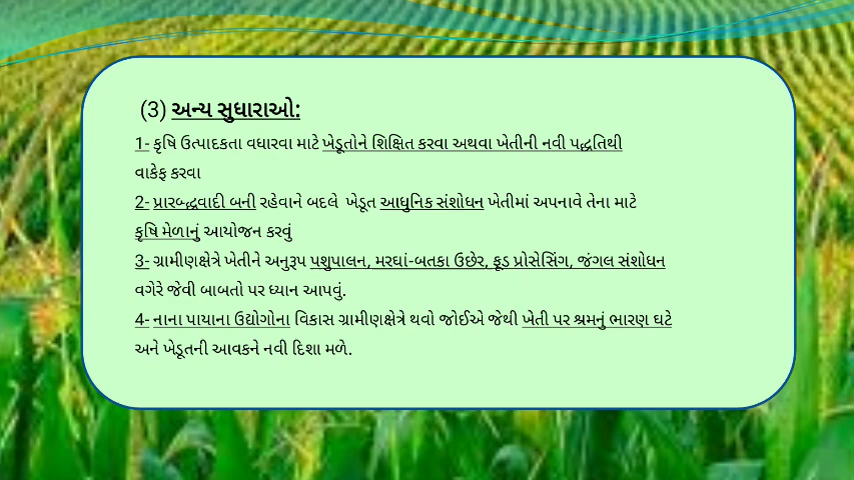 (3) અન્ય સુધારાઓ:
1- કૃષિ ઉત્પાદકતા વધારવા માટે ખેડૂતોને શિક્ષિત કરવા અથવા ખેતીની નવી પદ્ધતિથી
વાકેફ કરવા
2- પ્રારબ્દ્ધવાદી બની રહેવાને બદલે ખેડૂત આધુનિક સંશોધન ખેતીમાં અપનાવે તેના માટે
કૃષિ મેળાનું આયોજન કરવું
3- ગ્રામીણક્ષેત્રે ખેતીને અનુરૂપ પશુપાલન, મરઘાં-બતકા ઉછેર, ફૂડ પ્રોસેસિંગ, જંગલ સંશોધન
વગેરે જેવી બાબતો પર ધ્યાન આપવું.
4- નાના પાયાના ઉદ્યોગોના વિકાસ ગ્રામીણક્ષેત્રે થવો જોઈએ જેથી ખેતી પર શ્રમનું ભારણ ઘટે
અને ખેડૂતની આવકને નવી દિશા મળે.